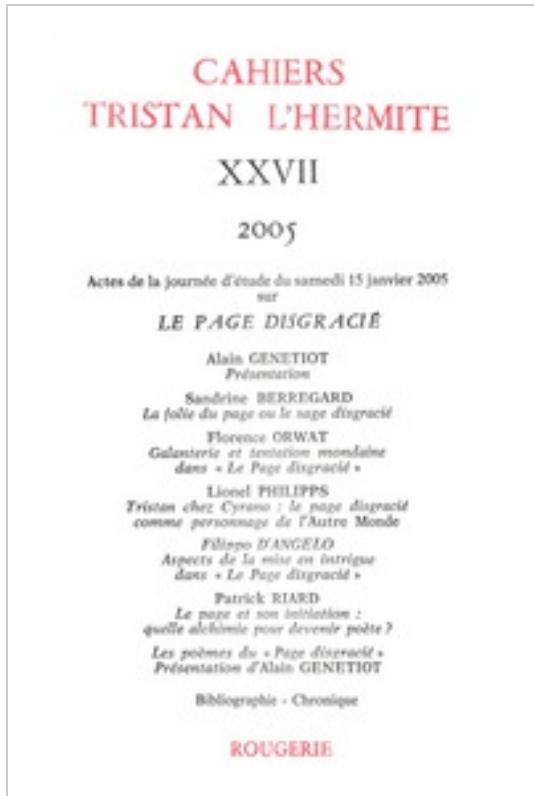 CAHIERS
TRISTAN L'HERMITE
XXVII
2005
Actes de la journée d'étude du samedi 15 janvier 2005
sur
LE PAGE DISGRACIÉ
Alain GENETIOT
Présentation
Sandrine BERREGARD
La folie du page ou le sage disgracié
Florence ORWAT
Galanterie et tentation mondaine
dans « Le Page disgracié »
Lionel PHILIPPS
Tristan chez Cyrano : le page disgracié
comme personnage de l'Autre Monde
Filippo D'ANGELO
Aspects de la mise en intrigue
dans « Le Page disgracié »
Patrick RIARD
Le page et son initiation :
quelle alchimie pour devenir poète ?
Les poèmes du « Page disgracié »
Présentation d'Alain GENETIOT
Bibliographie - Chronique
ROUGERIE